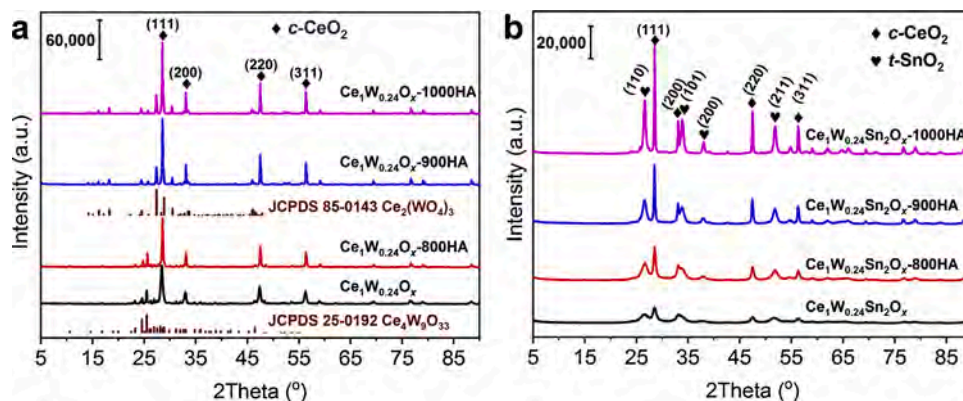 a
60,000
(111)
♦ c-CeO₂
(200)
(220)
(311)
Ce₁W₀.₂₄Oₓ-1000HA
Ce₁W₀.₂₄Oₓ-900HA
JCPDS 85-0143 Ce₂(WO₄)₃
Ce₁W₀.₂₄Oₓ-800HA
Ce₁W₀.₂₄Oₓ
JCPDS 25-0192 Ce₄W₉O₃₃
Intensity (a.u.)
5 15 25 35 45 55 65 75 85
2Theta (º)
b
20,000
(111)
♦ c-CeO₂
♥ t-SnO₂
(110)
(200)
(101)
(200)
(220)
(211)
(311)
Ce₁W₀.₂₄Sn₂Oₓ-1000HA
Ce₁W₀.₂₄Sn₂Oₓ-900HA
Ce₁W₀.₂₄Sn₂Oₓ-800HA
Ce₁W₀.₂₄Sn₂Oₓ
Intensity (a.u.)
5 15 25 35 45 55 65 75 85
2Theta (º)